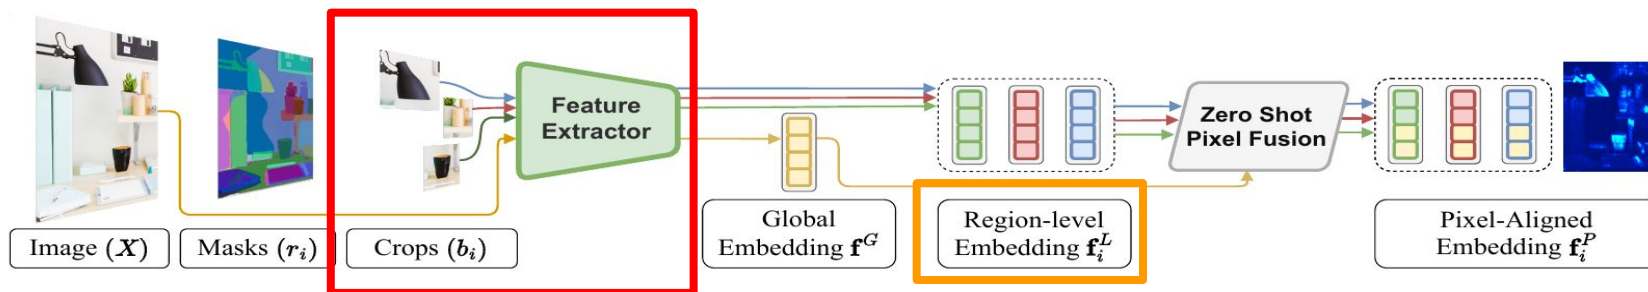 Feature
Extractor
Zero Shot
Pixel Fusion
Image (X)
Masks (r_i)
Crops (b_i)
Global
Embedding f^G
Region-level
Embedding f_i^L
Pixel-Aligned
Embedding f_i^P